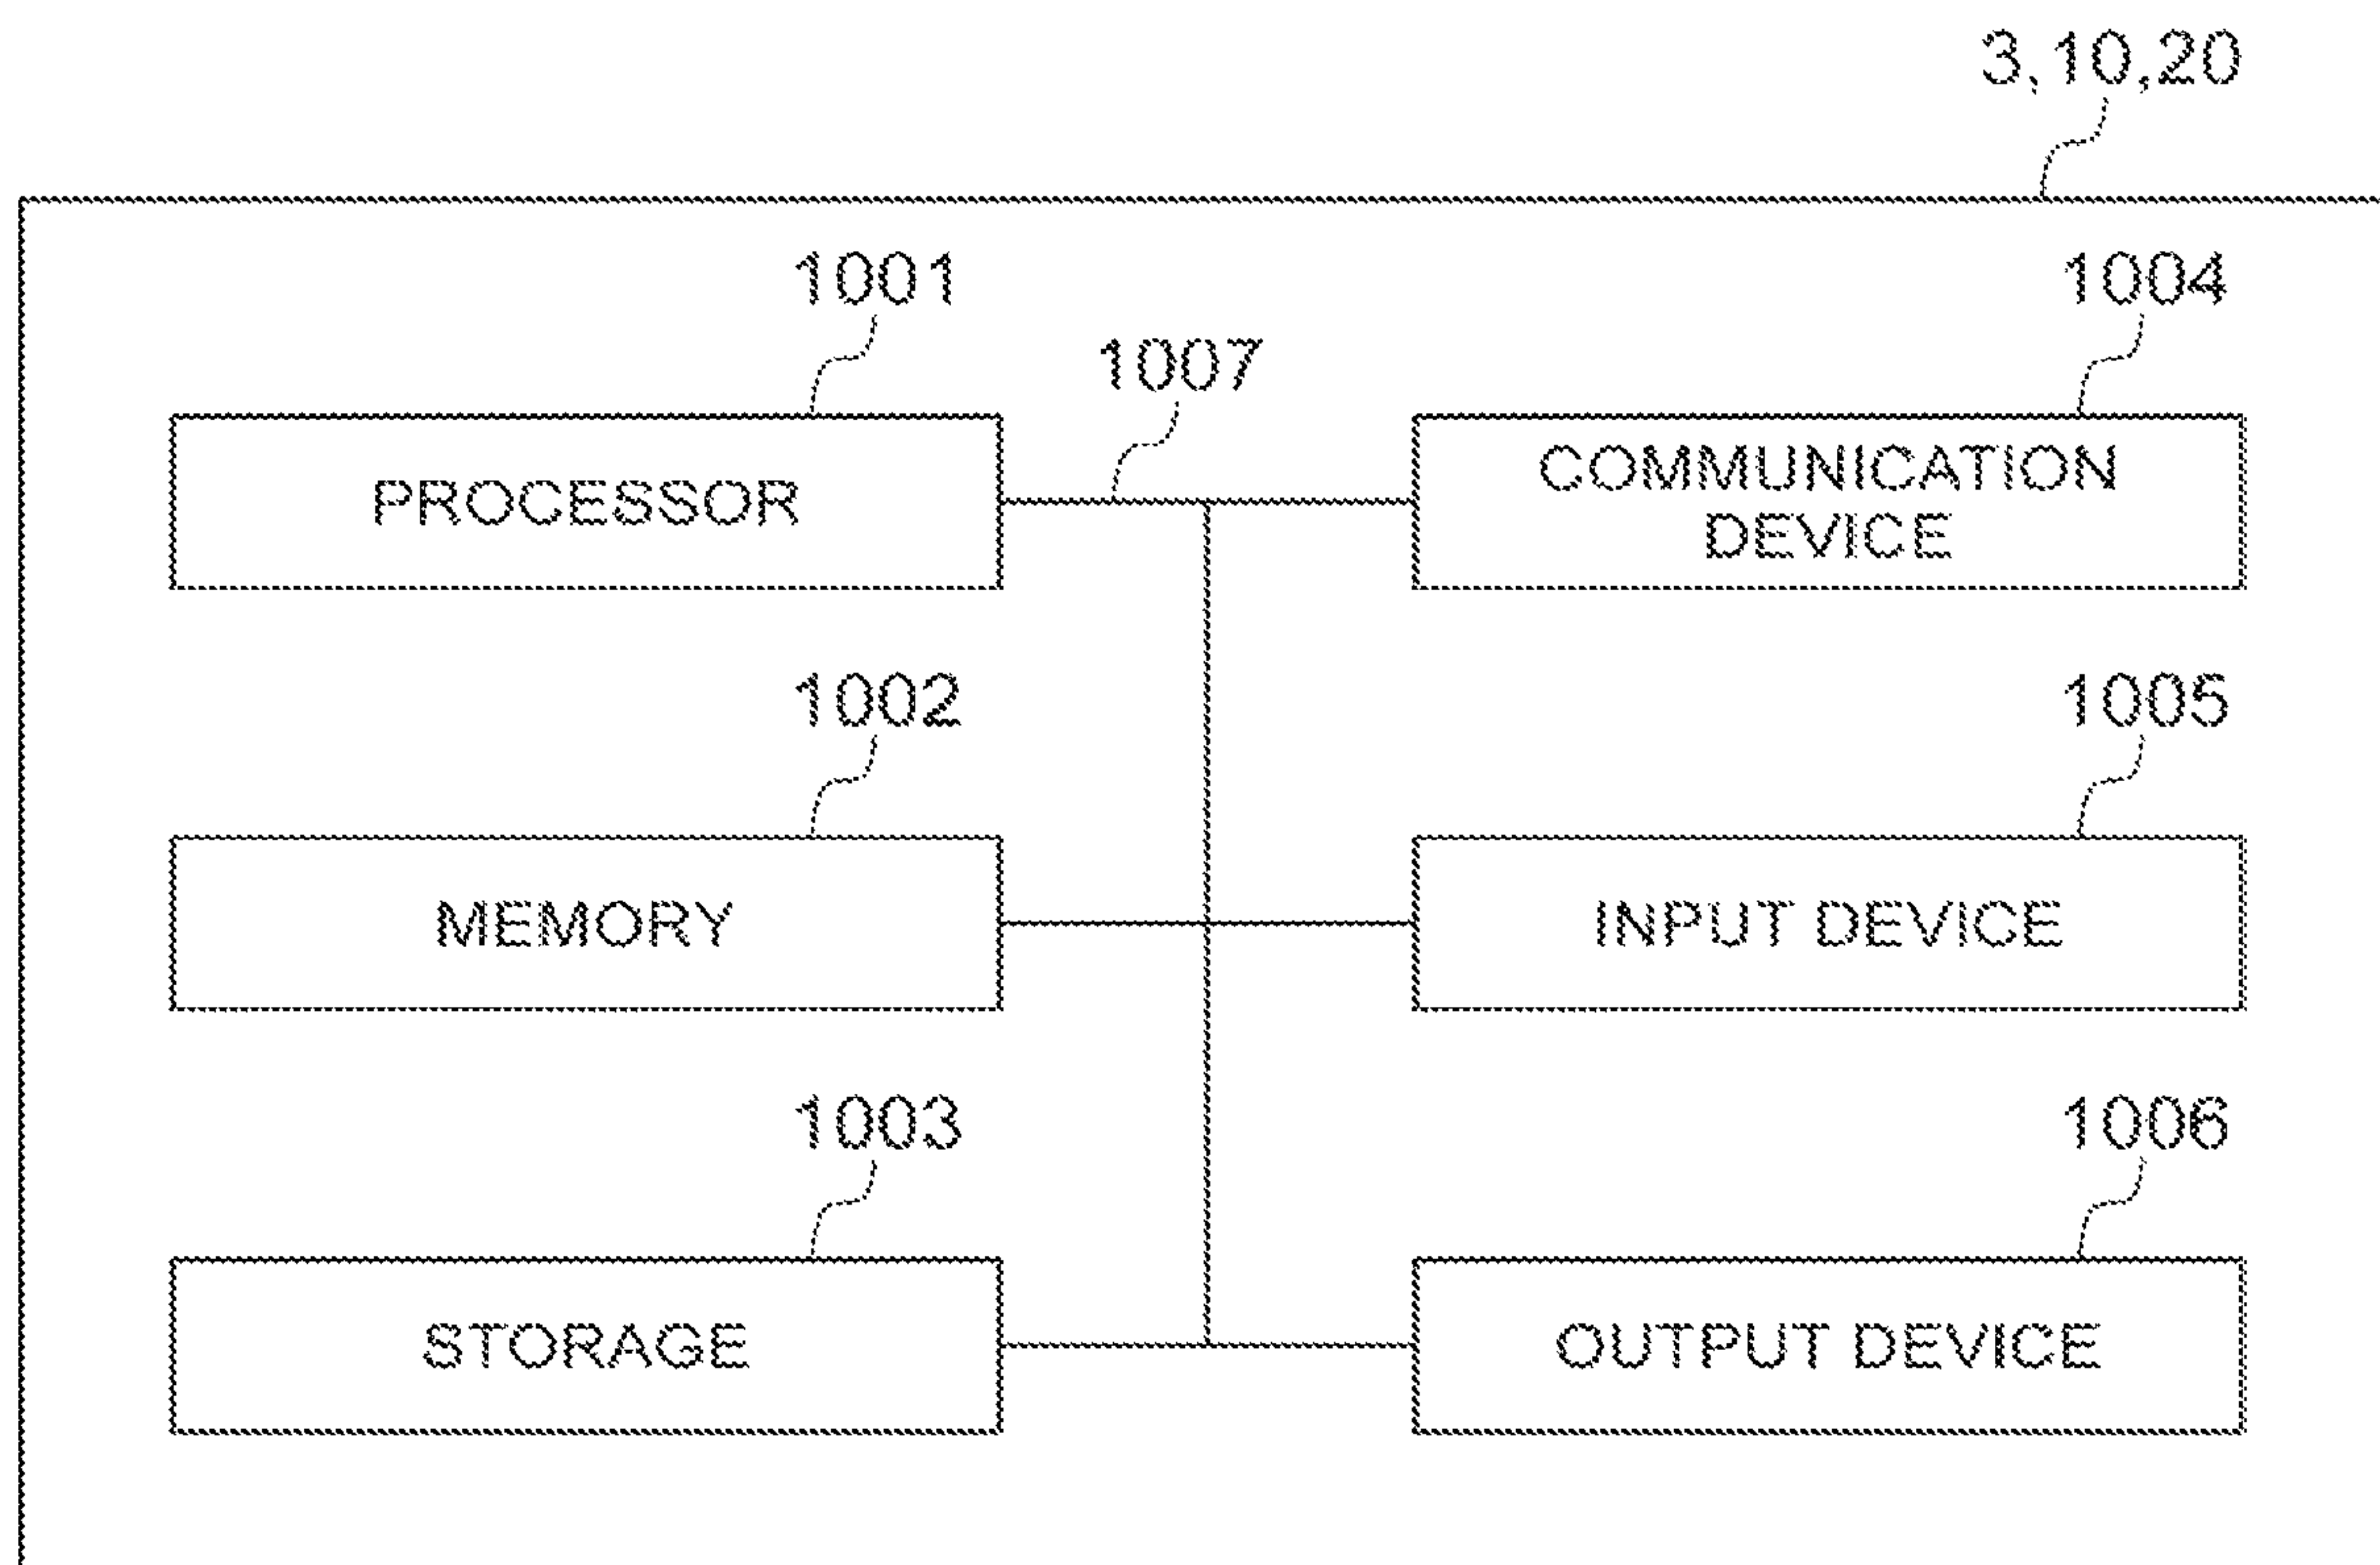 3,10,20
1001
1004
1007
PROCESSOR
COMMUNICATION
DEVICE
1002
1005
MEMORY
INPUT DEVICE
1003
1006
STORAGE
OUTPUT DEVICE